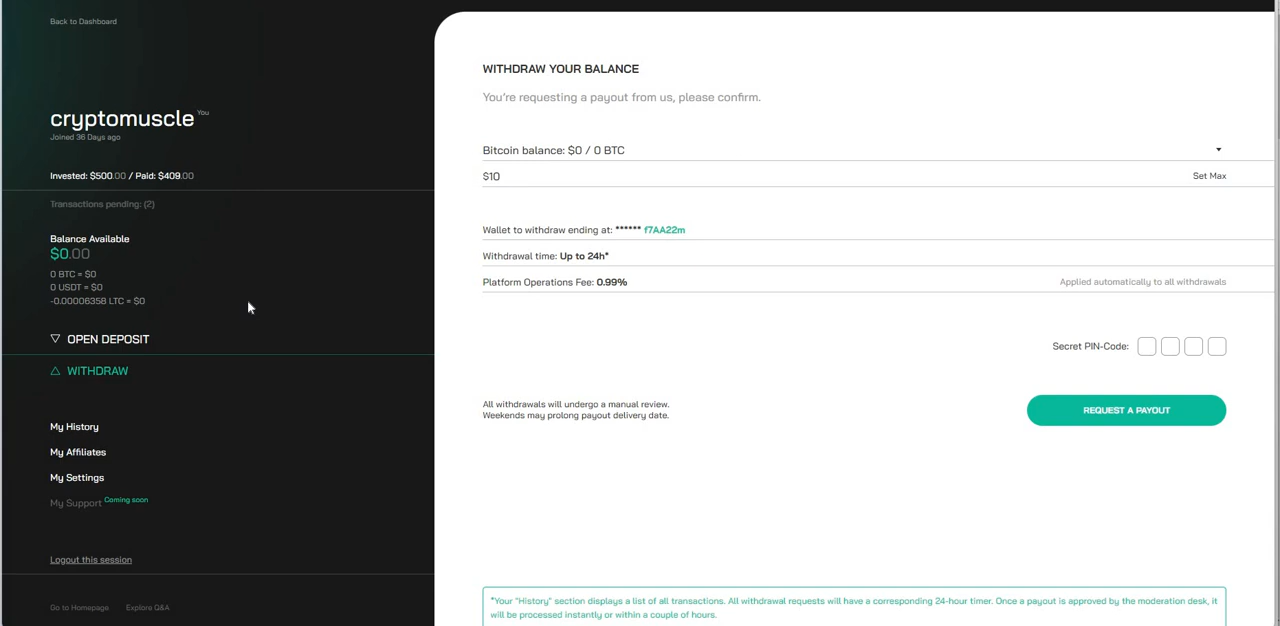 Back to Dashboard
cryptomuscle You
Joined 36 Days ago
Invested: $500.00 / Paid: $409.00
Transactions pending: (2)
Balance Available
$0.00
0 BTC = $0
0 USDT = $0
-0.00006358 LTC = $0
OPEN DEPOSIT
WITHDRAW
My History
My Affiliates
My Settings
My Support Coming soon
Logout this session
Go to Homepage Explore Q&A
WITHDRAW YOUR BALANCE
You're requesting a payout from us, please confirm.
Bitcoin balance: $0 / 0 BTC
$10 Set Max
Wallet to withdraw ending at: ****** f7AA22m
Withdrawal time: Up to 24h*
Platform Operations Fee: 0.99% Applied automatically to all withdrawals
Secret PIN-Code:
All withdrawals will undergo a manual review.
Weekends may prolong payout delivery date.
REQUEST A PAYOUT
*Your "History" section displays a list of all transactions. All withdrawal requests will have a corresponding 24-hour timer. Once a payout is approved by the moderation desk, it
will be processed instantly or within a couple of hours.